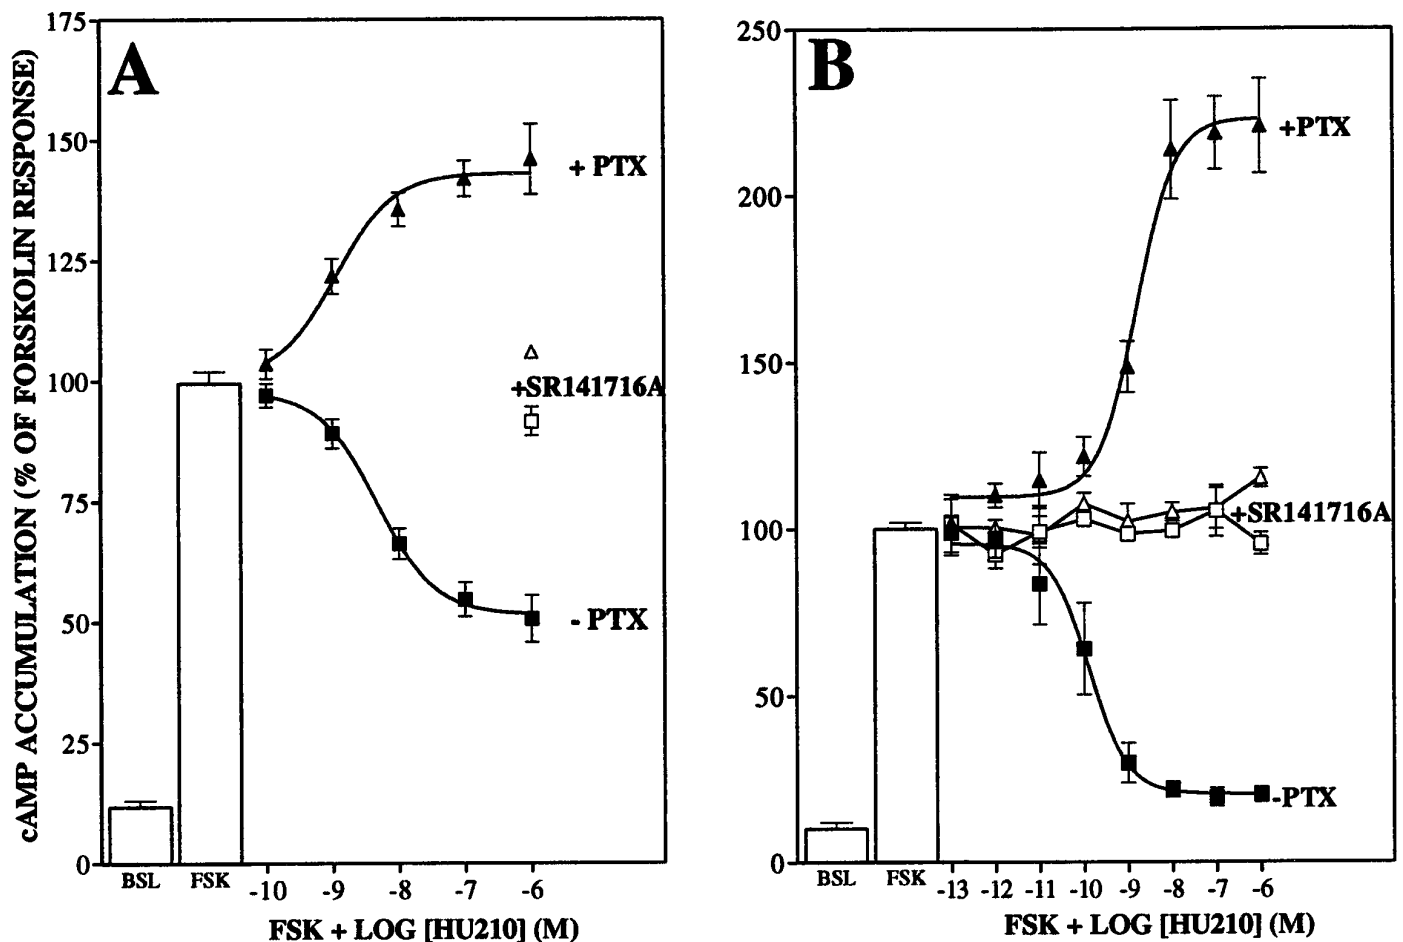 A
cAMP ACCUMULATION (% OF FORSKOLIN RESPONSE)
175
150
125
100
75
50
25
0
+ PTX
+SR141716A
- PTX
BSL
FSK
-10
-9
-8
-7
-6
FSK + LOG [HU210] (M)
B
250
200
150
100
50
0
+PTX
+SR141716A
-PTX
BSL
FSK
-13
-12
-11
-10
-9
-8
-7
-6
FSK + LOG [HU210] (M)